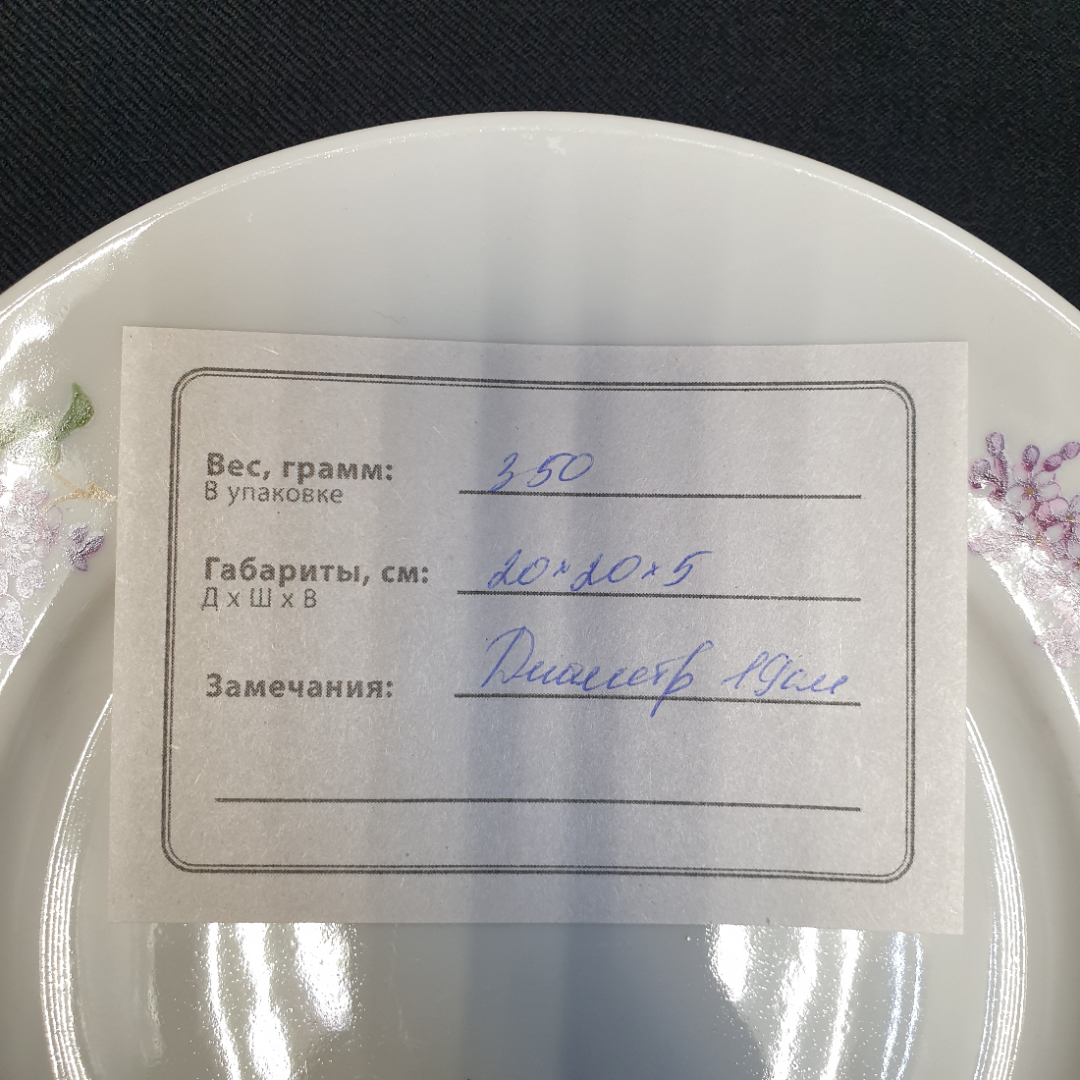 Вес, грамм: 350
В упаковке
Габариты, см: 20×20×5
Д х Ш х В
Замечания: Диаметр 19см